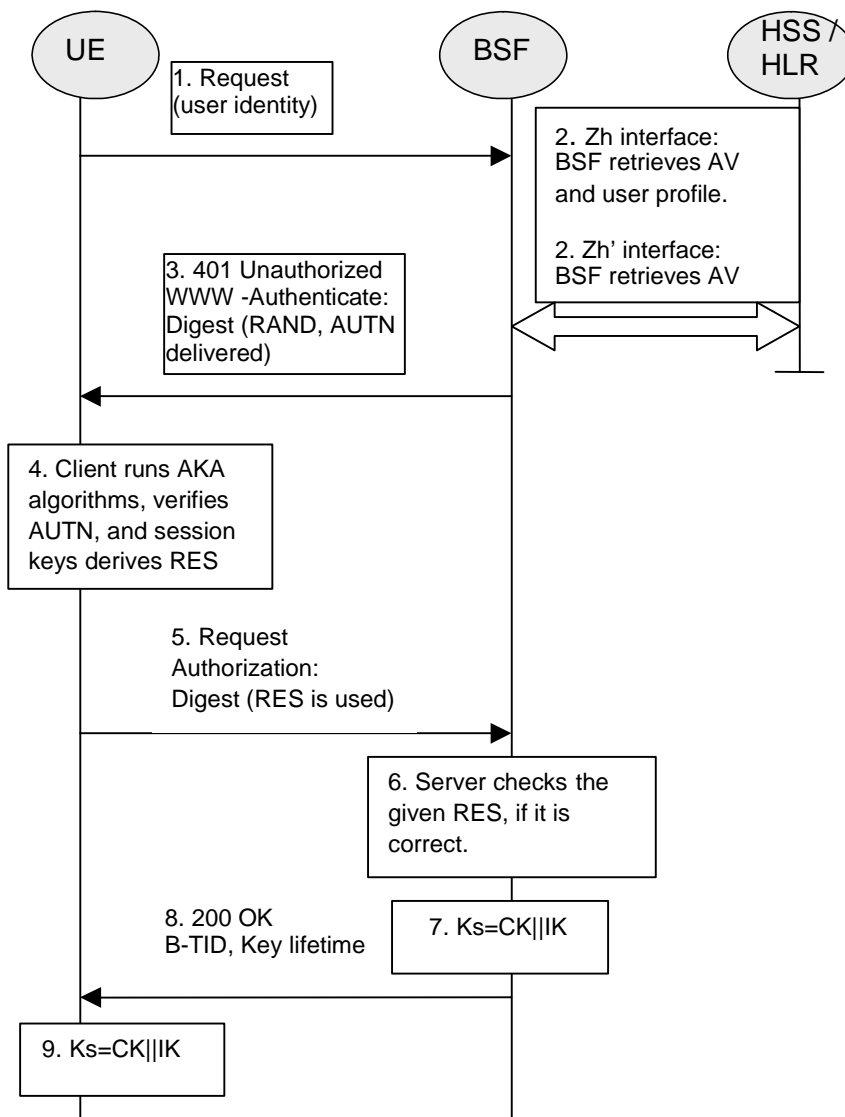 UE
BSF
HSS /
HLR
1. Request
(user identity)
2. Zh interface:
BSF retrieves AV
and user profile.
2. Zh’ interface:
BSF retrieves AV
3. 401 Unauthorized
WWW -Authenticate:
Digest (RAND, AUTN
delivered)
4. Client runs AKA
algorithms, verifies
AUTN, and session
keys derives RES
5. Request
Authorization:
Digest (RES is used)
6. Server checks the
given RES, if it is
correct.
7. Ks=CK||IK
8. 200 OK
B-TID, Key lifetime
9. Ks=CK||IK